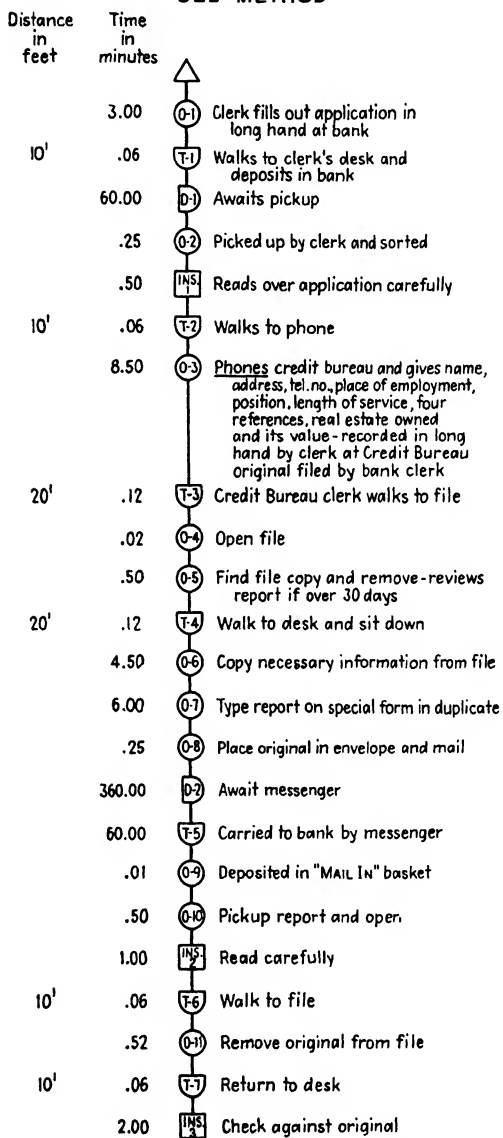 METHOD
Distance in feet
Time in minutes
3.00 O-1 Clerk fills out application in
long hand at bank
10' .06 T-1 Walks to clerk's desk and
deposits in bank
60.00 D-1 Awaits pickup
.25 O-2 Picked up by clerk and sorted
.50 INS. 1 Reads over application carefully
10' .06 T-2 Walks to phone
8.50 O-3 Phones credit bureau and gives name,
address, tel. no., place of employment,
position, length of service, four
references, real estate owned
and its value - recorded in long
hand by clerk at Credit Bureau
original filed by bank clerk
20' .12 T-3 Credit Bureau clerk walks to file
.02 O-4 Open file
.50 O-5 Find file copy and remove - reviews
report if over 30 days
20' .12 T-4 Walk to desk and sit down
4.50 O-6 Copy necessary information from file
6.00 O-7 Type report on special form in duplicate
.25 O-8 Place original in envelope and mail
360.00 D-2 Await messenger
60.00 T-5 Carried to bank by messenger
.01 O-9 Deposited in "MAIL IN" basket
.50 O-10 Pickup report and open
1.00 INS. 2 Read carefully
10' .06 T-6 Walk to file
.52 O-11 Remove original from file
10' .06 T-7 Return to desk
2.00 INS. 3 Check against original